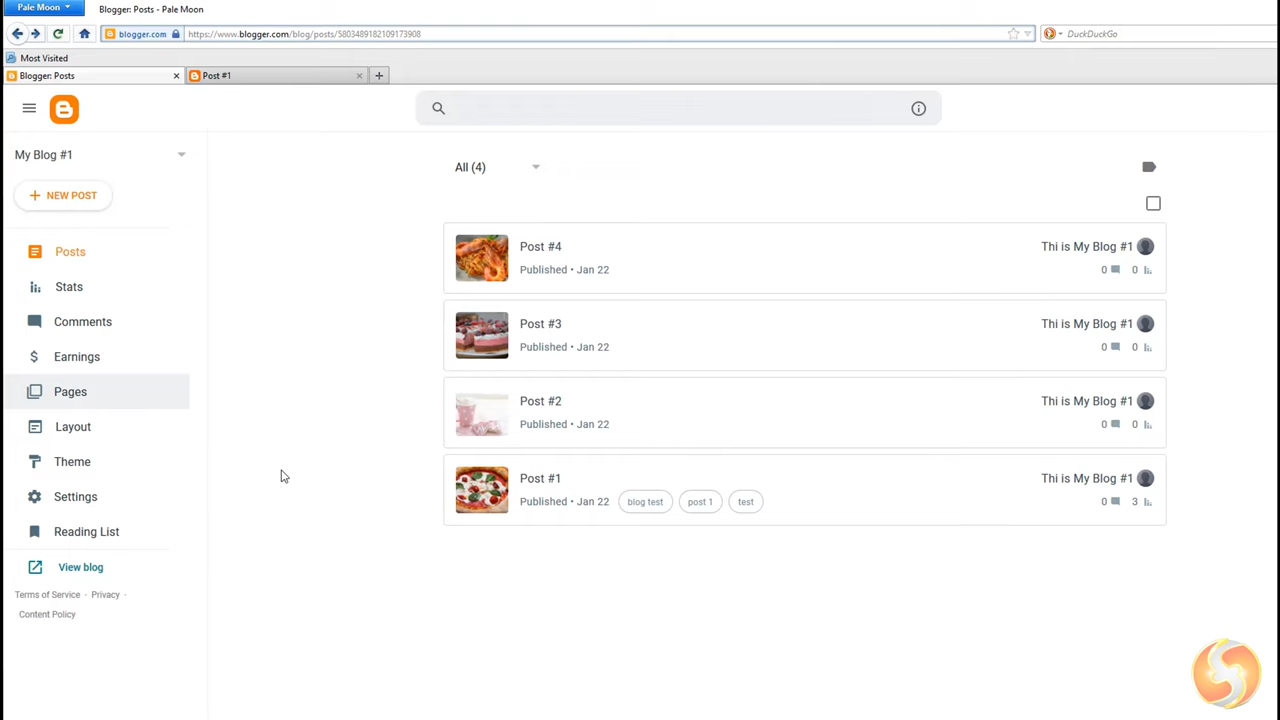 Pale Moon
Blogger: Posts - Pale Moon
blogger.com https://www.blogger.com/blog/posts/5803489182109173908 DuckDuckGo
Most Visited
Blogger: Posts Post #1
My Blog #1
NEW POST
Posts
Stats
Comments
Earnings
Pages
Layout
Theme
Settings
Reading List
View blog
Terms of Service · Privacy ·
Content Policy
All (4)
Post #4 Thi is My Blog #1
Published • Jan 22 0 0
Post #3 Thi is My Blog #1
Published • Jan 22 0 0
Post #2 Thi is My Blog #1
Published • Jan 22 0 0
Post #1 Thi is My Blog #1
Published • Jan 22 blog test post 1 test 0 3